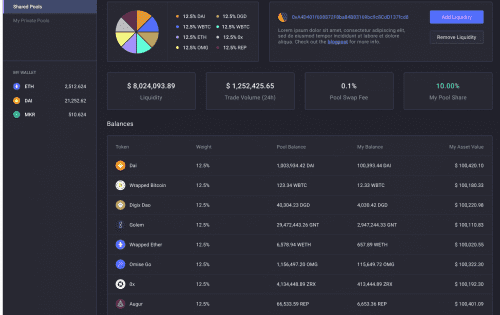 Shared Pools
My Private Pools
MY WALLET
ETH 2,512.624
DAI 21,292.62
MKR 510.624
12.5% DAI 12.5% DGD
12.5% WBTC 12.5% WBTC
12.5% ETH 12.5% 0x
12.5% OMG 12.5% REP
Add Liquidity
Lorem ipsum dolor sit amet, consectetur adipiscing elit,
sed do eiusmod tempor incididunt ut labore et dolore
aliqua. Check out the blogpost for more info.
Remove Liquidity
$ 8,024,093.89
Liquidity
$ 1,252,425.65
Trade Volume (24h)
0.1%
Pool Swap Fee
10.00%
My Pool Share
Balances
Token Weight Pool Balance My Balance My Asset Value
Dai 12.5% 1,003,934.42 DAI 100,393.44 DAI $ 100,420.10
Wrapped Bitcoin 12.5% 123.34 WBTC 12.33 WBTC $ 100,180.33
Digix Dao 12.5% 40,304.23 DGD 4,030.42 DGD $ 100,220.98
Golem 12.5% 29,472,443.26 GNT 2,947,244.33 GNT $ 100,110.83
Wrapped Ether 12.5% 6,578.94 WETH 657.89 WETH $ 100,020.55
Omise Go 12.5% 1,156,497.20 OMG 115,649.72 OMG $ 100,322.30
0x 12.5% 4,134,448.89 ZRX 413,444.89 ZRX $ 100,192.30
Augur 12.5% 66,533.59 REP 6,653.36 REP $ 100,401.09